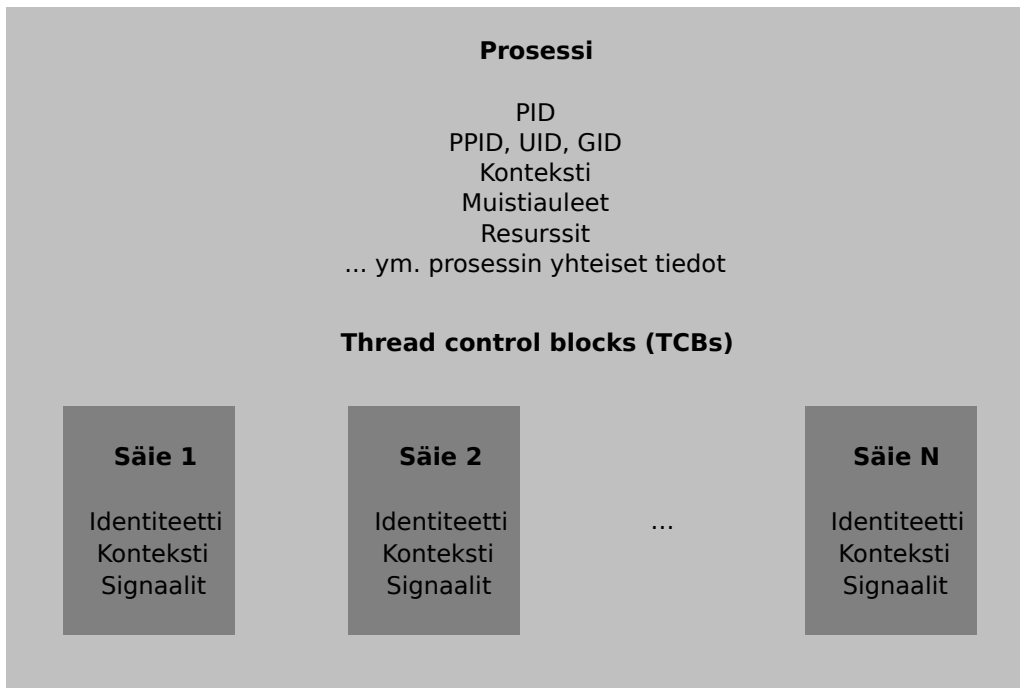 Prosessi
PID
PPID, UID, GID
Konteksti
Muistiauleet
Resurssit
... ym. prosessin yhteiset tiedot
Thread control blocks (TCBs)
Säie 1
Säie 2
Säie N
Identiteetti
Konteksti
Signaalit
Identiteetti
Konteksti
Signaalit
...
Identiteetti
Konteksti
Signaalit